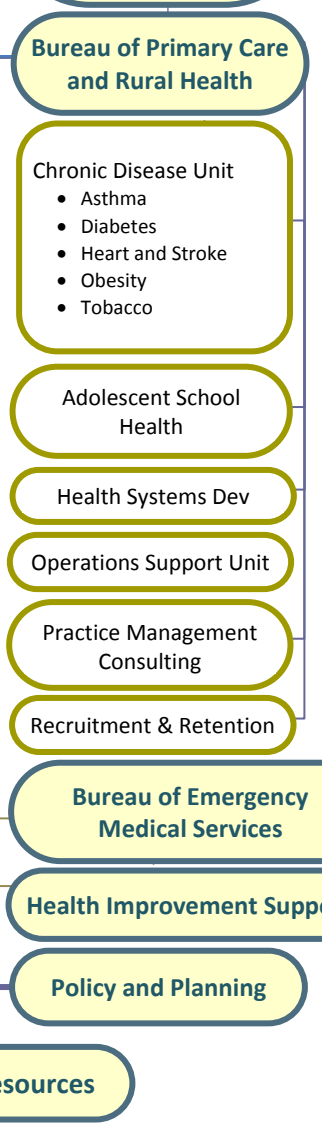 Bureau of Primary Care
and Rural Health
Chronic Disease Unit
• Asthma
• Diabetes
• Heart and Stroke
• Obesity
• Tobacco
Adolescent School
Health
Health Systems Dev
Operations Support Unit
Practice Management
Consulting
Recruitment & Retention
Bureau of Emergency
Medical Services
Health Improvement
Policy and Planning